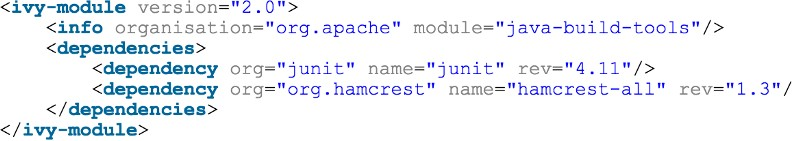 <ivy-module version="2.0">
    <info organisation="org.apache" module="java-build-tools"/>
    <dependencies>
        <dependency org="junit" name="junit" rev="4.11"/>
        <dependency org="org.hamcrest" name="hamcrest-all" rev="1.3"/
    </dependencies>
</ivy-module>